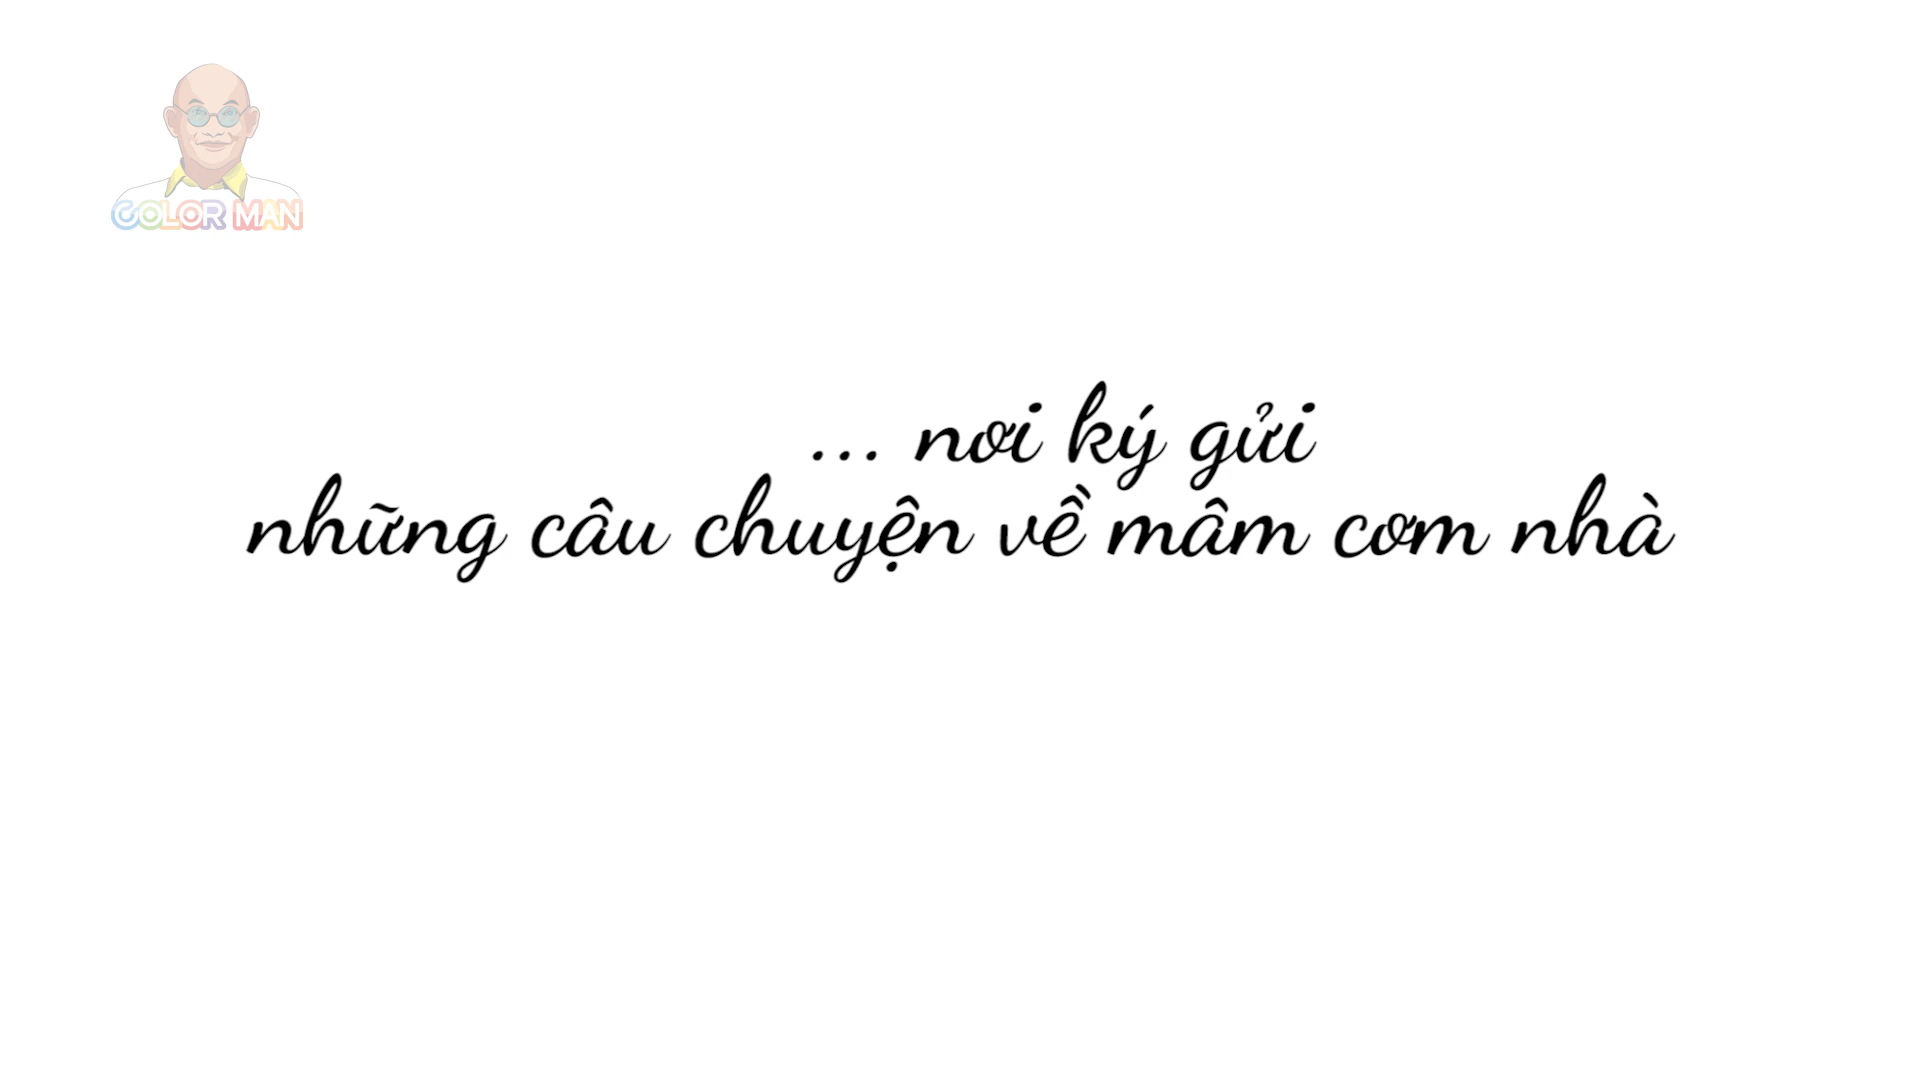 COLOR MAN
... nơi ký gửi
những câu chuyện về mâm cơm nhà